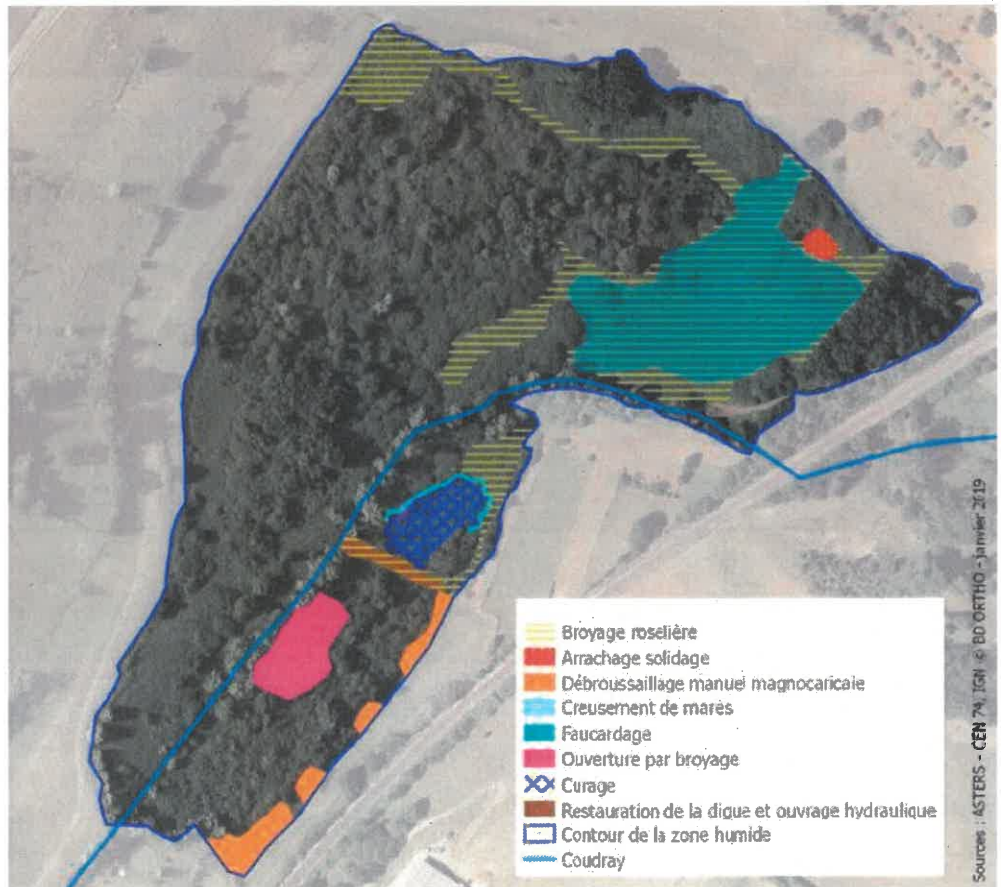 Broyage roselière
Arrachage solidage
Débroussaillage manuel magnocaricaie
Creusement de mares
Faucardage
Ouverture par broyage
Curage
Restauration de la digue et ouvrage hydraulique
Contour de la zone humide
Coudray
Sources : ASTERS - CEN 74, IGN © BD ORTHO - janvier 2019